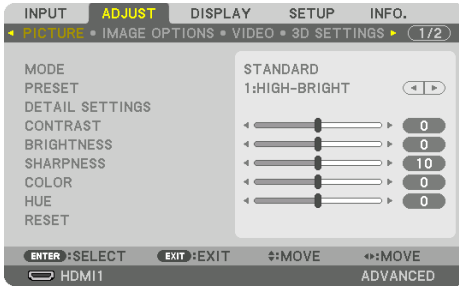 INPUT ADJUST DISPLAY SETUP INFO.
PICTURE • IMAGE OPTIONS • VIDEO • 3D SETTINGS 1/2
MODE STANDARD
PRESET 1:HIGH-BRIGHT
DETAIL SETTINGS
CONTRAST 0
BRIGHTNESS 0
SHARPNESS 10
COLOR 0
HUE 0
RESET
ENTER :SELECT EXIT :EXIT :MOVE :MOVE
HDMI1 ADVANCED